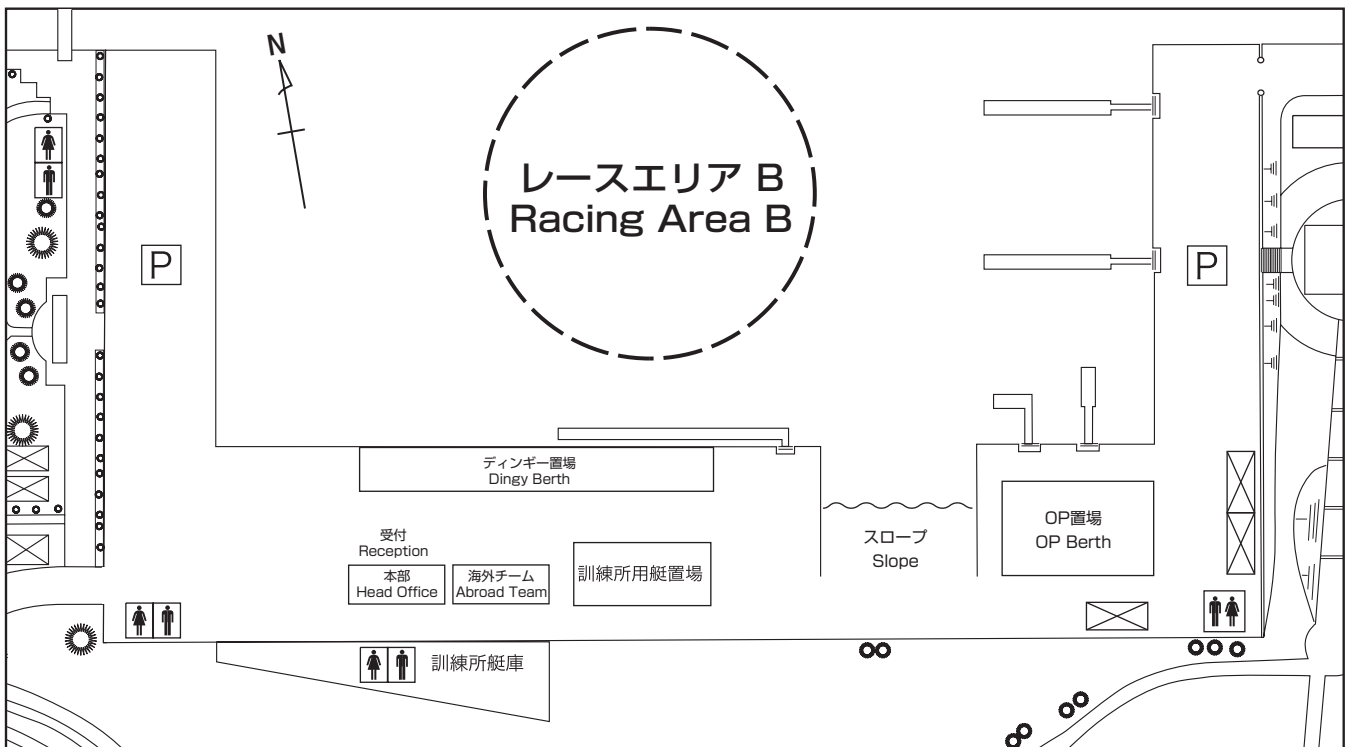 N
レースエリア B
Racing Area B
P
P
ディンギー置場
Dingy Berth
OP置場
OP Berth
スロープ
Slope
受付
Reception
本部
Head Office
海外チーム
Abroad Team
訓練所用艇置場
訓練所艇庫